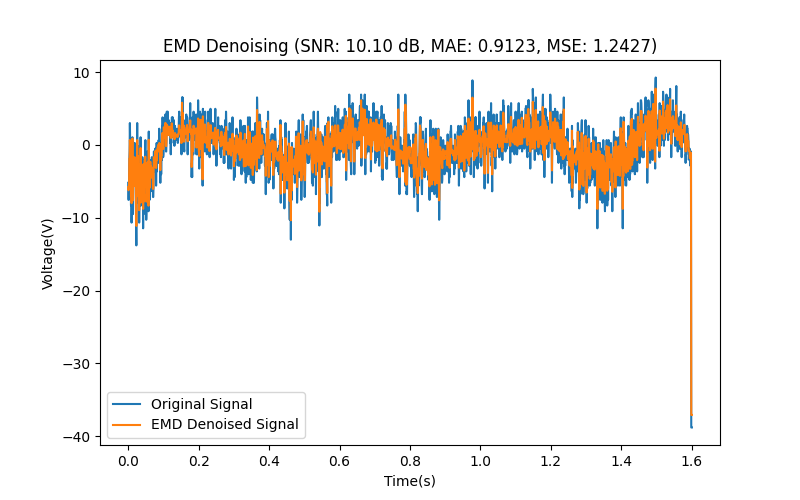 EMD Denoising (SNR: 10.10 dB, MAE: 0.9123, MSE: 1.2427)
10
0
−10
−20
−30
−40
Voltage(V)
Original Signal
EMD Denoised Signal
0.0 0.2 0.4 0.6 0.8 1.0 1.2 1.4 1.6
Time(s)